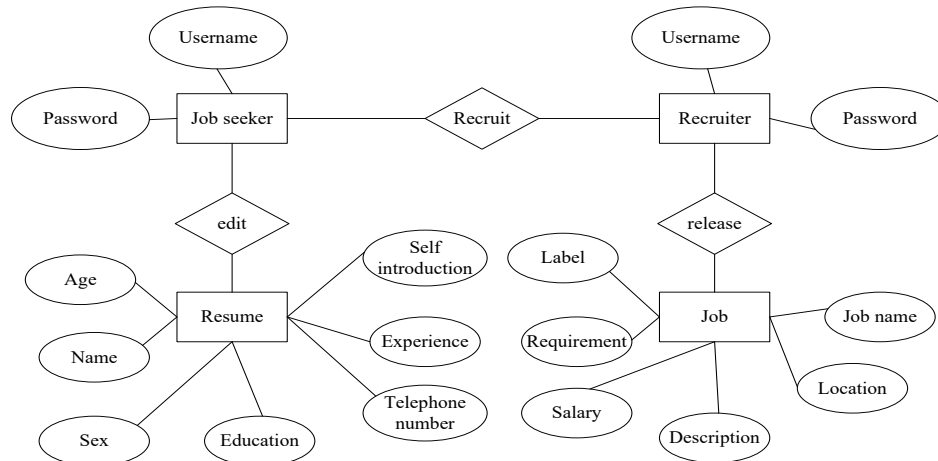 Username
Username
Password
Job seeker
Recruit
Recruiter
Password
edit
release
Self
introduction
Label
Age
Resume
Job
Job name
Name
Experience
Requirement
Location
Telephone
number
Salary
Sex
Education
Description